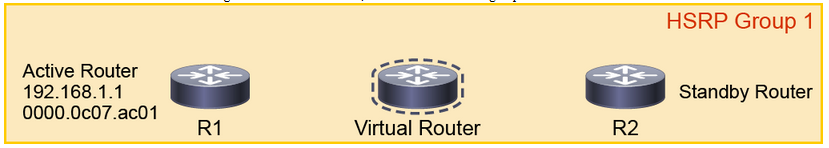 HSRP Group 1
Active Router
192.168.1.1
0000.0c07.ac01
R1
Virtual Router
R2
Standby Router